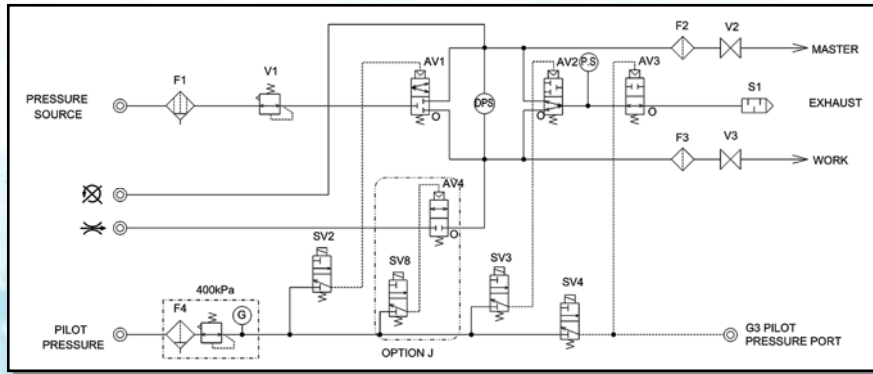 F2 V2
AV1 AV2 P.S AV3 MASTER
F1 V1
PRESSURE SOURCE
DPS
S1 EXHAUST
O O O
F3 V3
WORK
AV4
O
SV2
SV8 SV3
SV4
400kPa
F4 G
PILOT PRESSURE
OPTION J
G3 PILOT PRESSURE PORT